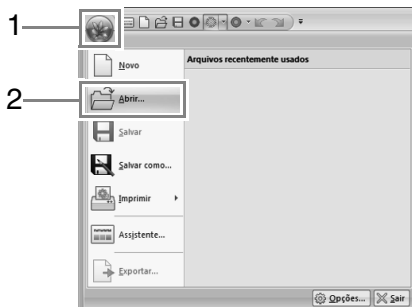 1
2
Novo
Arquivos recentemente usados
Abrir...
Salvar
Salvar como...
Imprimir
Assistente...
Exportar...
Opções...
Sair